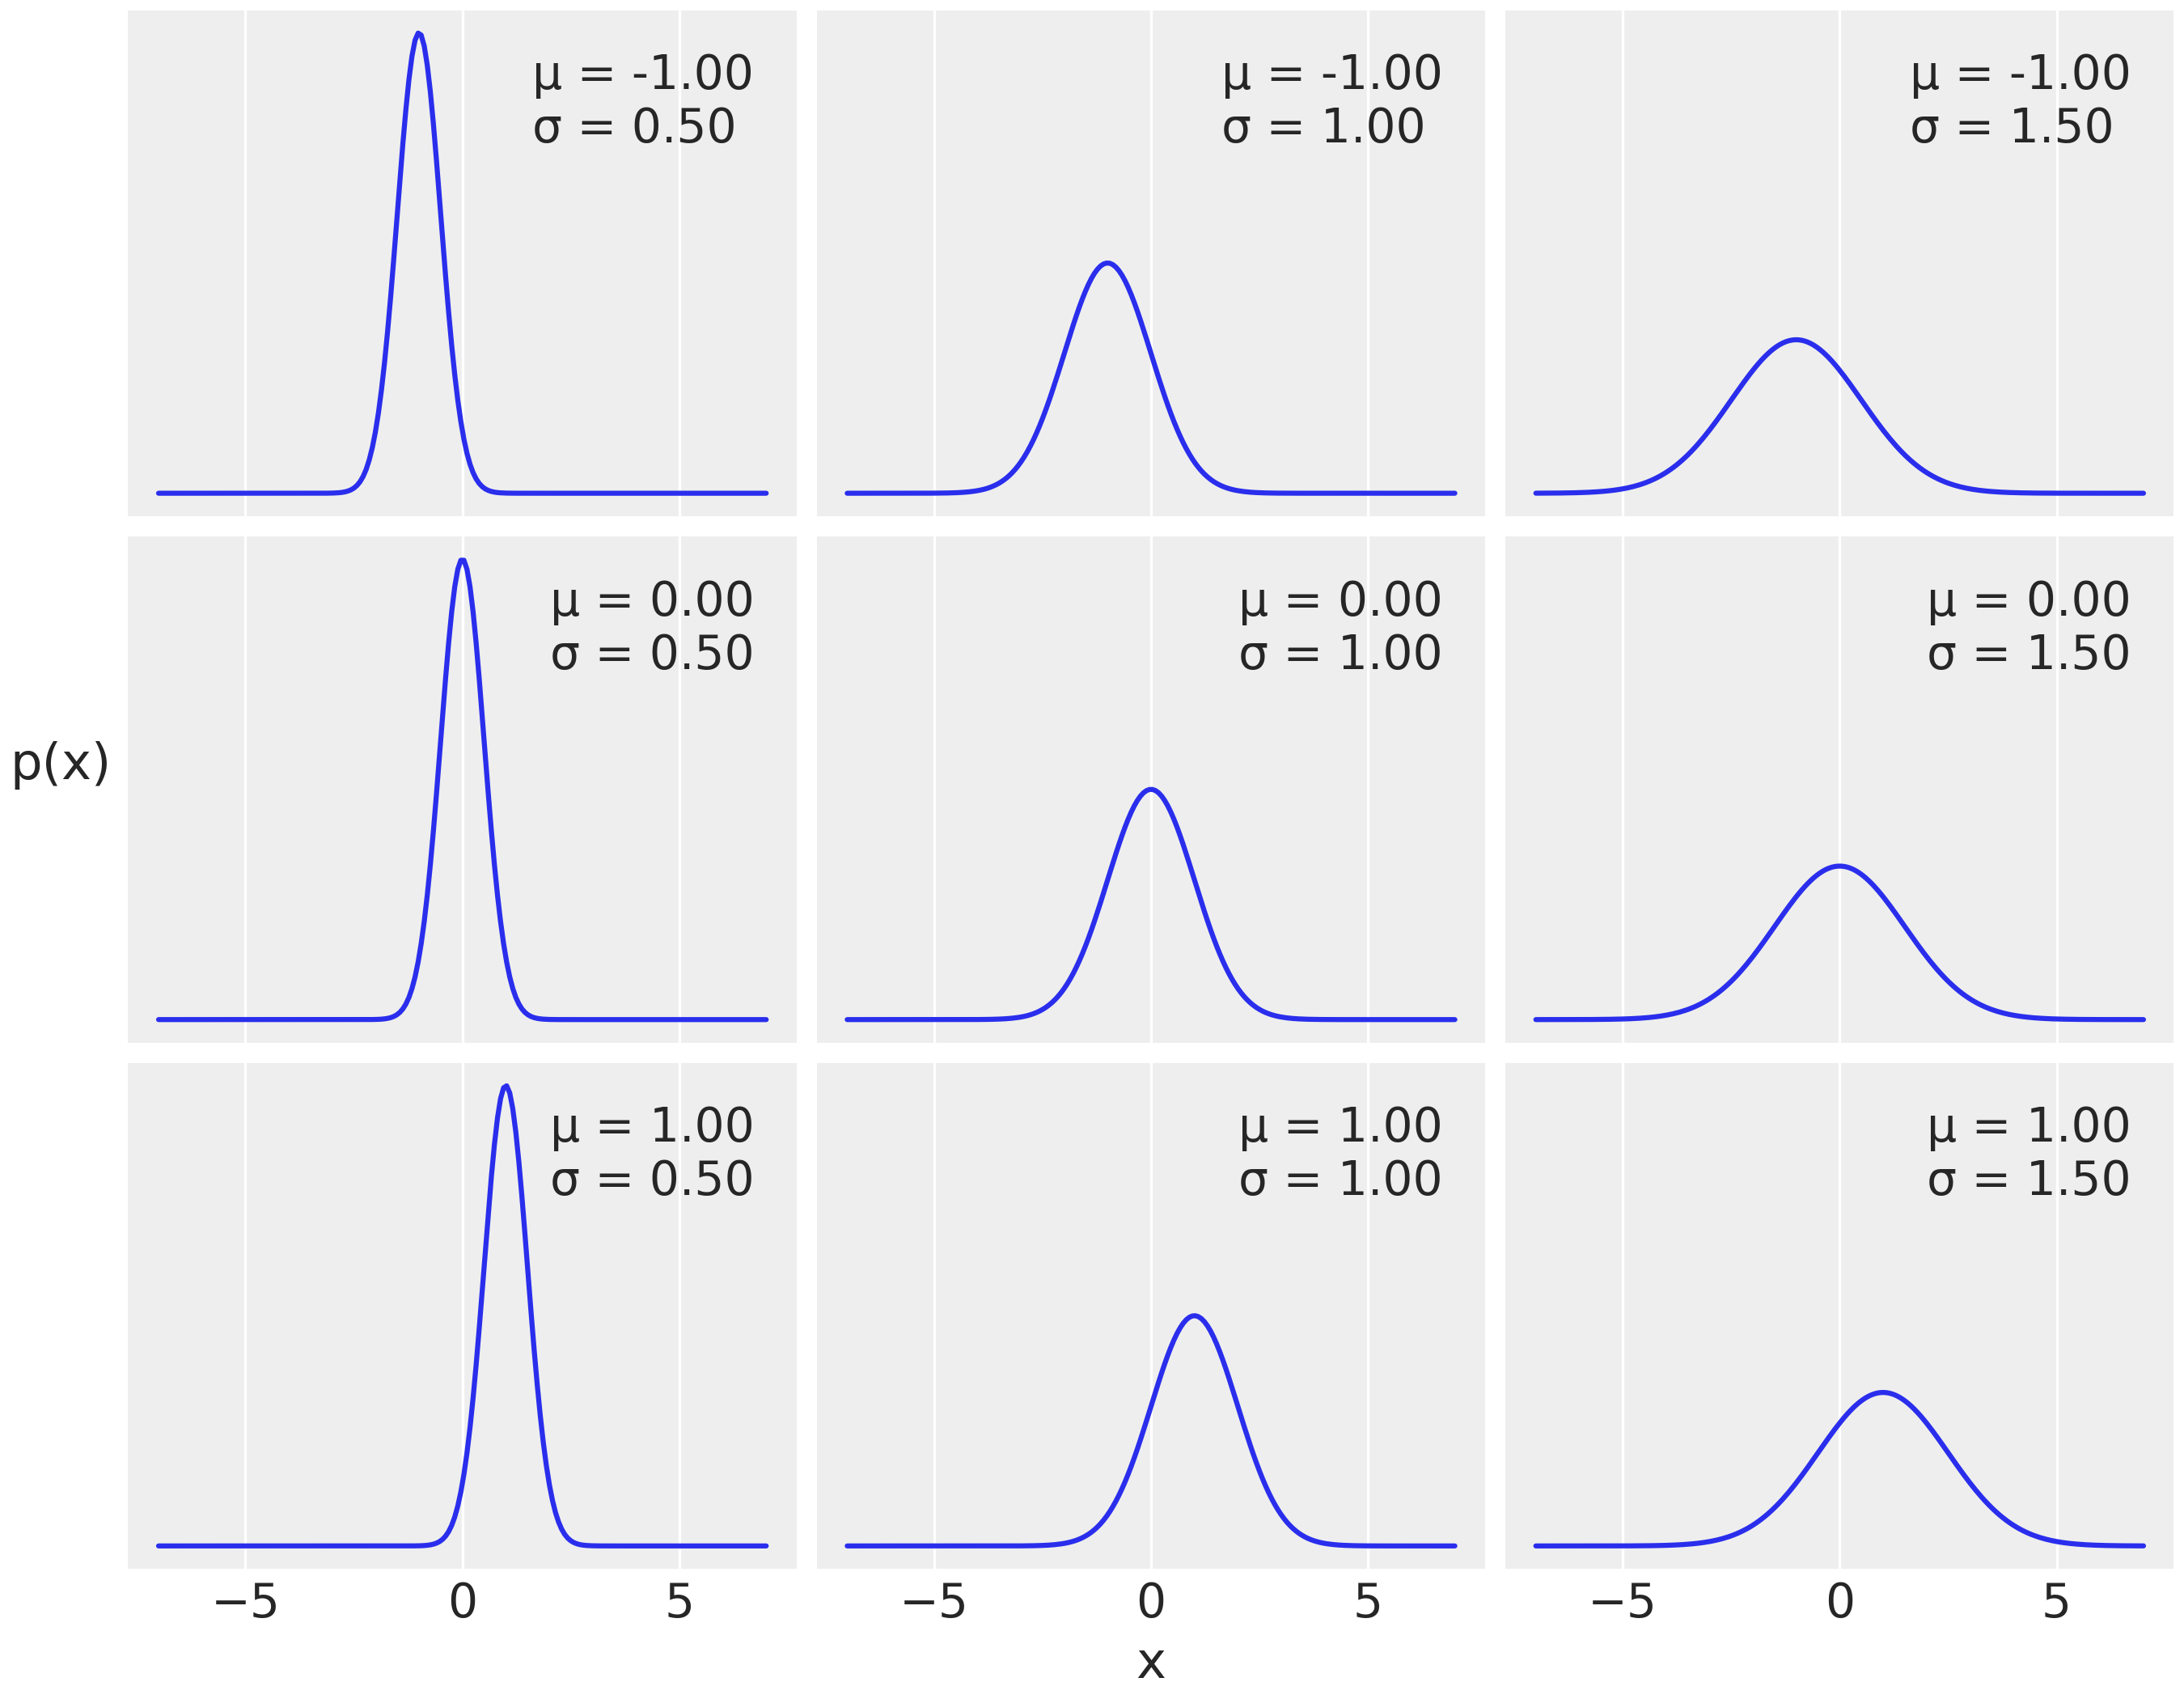 μ = -1.00
σ = 0.50
μ = -1.00
σ = 1.00
μ = -1.00
σ = 1.50
μ = 0.00
σ = 0.50
μ = 0.00
σ = 1.00
μ = 0.00
σ = 1.50
p(x)
μ = 1.00
σ = 0.50
μ = 1.00
σ = 1.00
μ = 1.00
σ = 1.50
−5 0 5 −5 0 5 −5 0 5
x